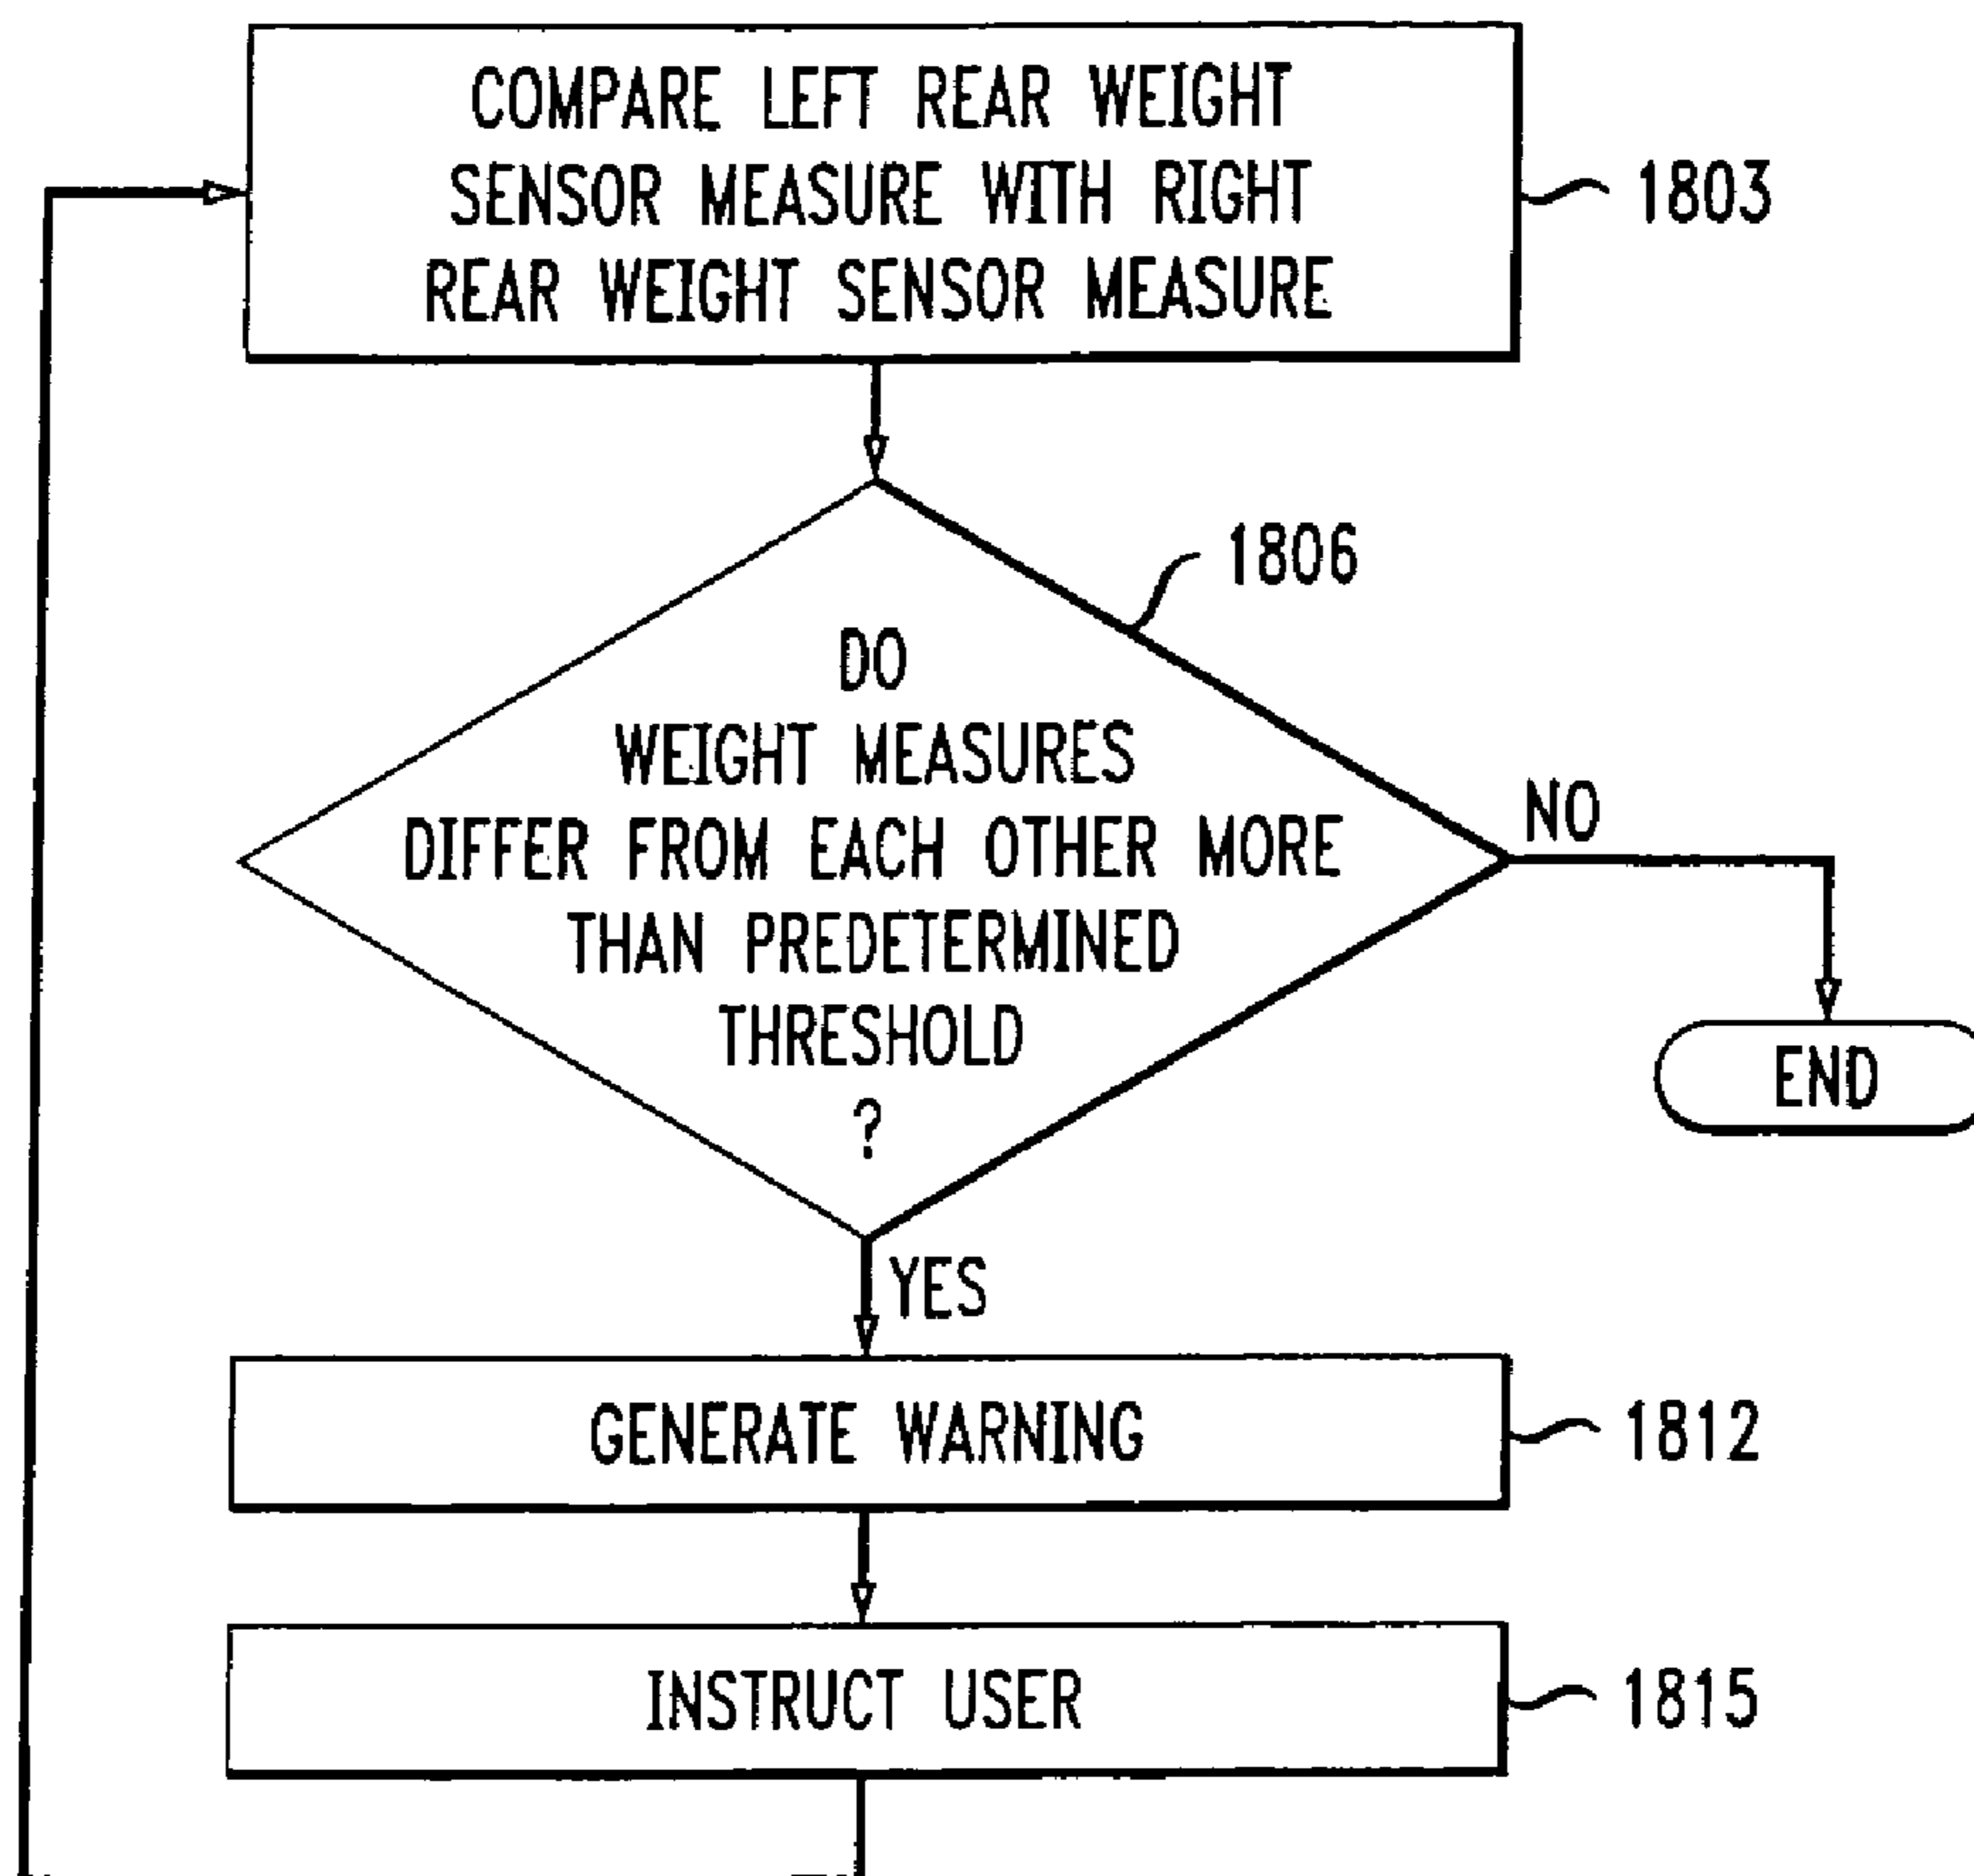 COMPARE LEFT REAR WEIGHT
SENSOR MEASURE WITH RIGHT
REAR WEIGHT SENSOR MEASURE
1803
1806
DO
WEIGHT MEASURES
DIFFER FROM EACH OTHER MORE
THAN PREDETERMINED
THRESHOLD
?
NO
END
YES
GENERATE WARNING
1812
INSTRUCT USER
1815